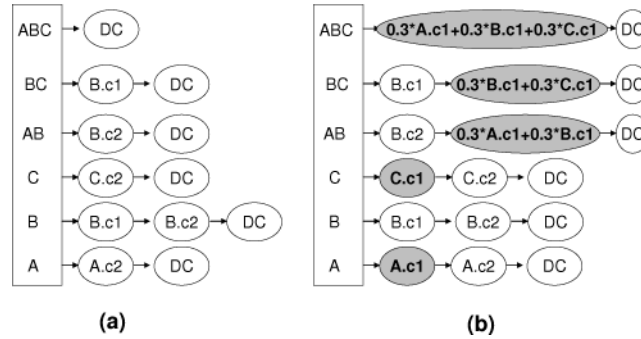 ABC DC
BC B.c1 DC
AB B.c2 DC
C C.c2 DC
B B.c1 B.c2 DC
A A.c2 DC
(a)
ABC 0.3*A.c1+0.3*B.c1+0.3*C.c1 DC
BC B.c1 0.3*B.c1+0.3*C.c1 DC
AB B.c2 0.3*A.c1+0.3*B.c1 DC
C C.c1 C.c2 DC
B B.c1 B.c2 DC
A A.c1 A.c2 DC
(b)